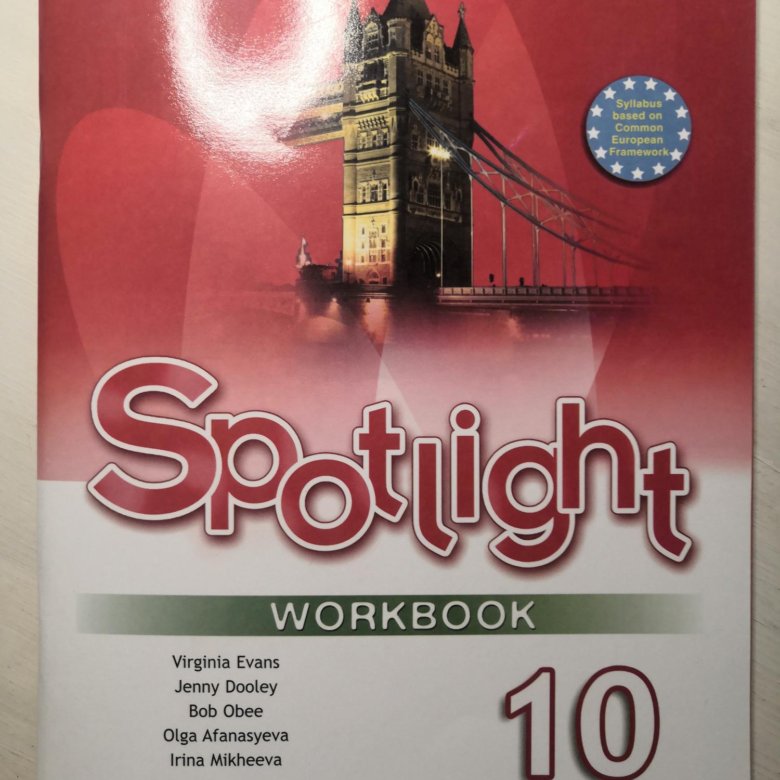 Syllabus
based on
Common
European
Framework
Spotlight
WORKBOOK
Virginia Evans
Jenny Dooley
Bob Obee
Olga Afanasyeva
Irina Mikheeva
10